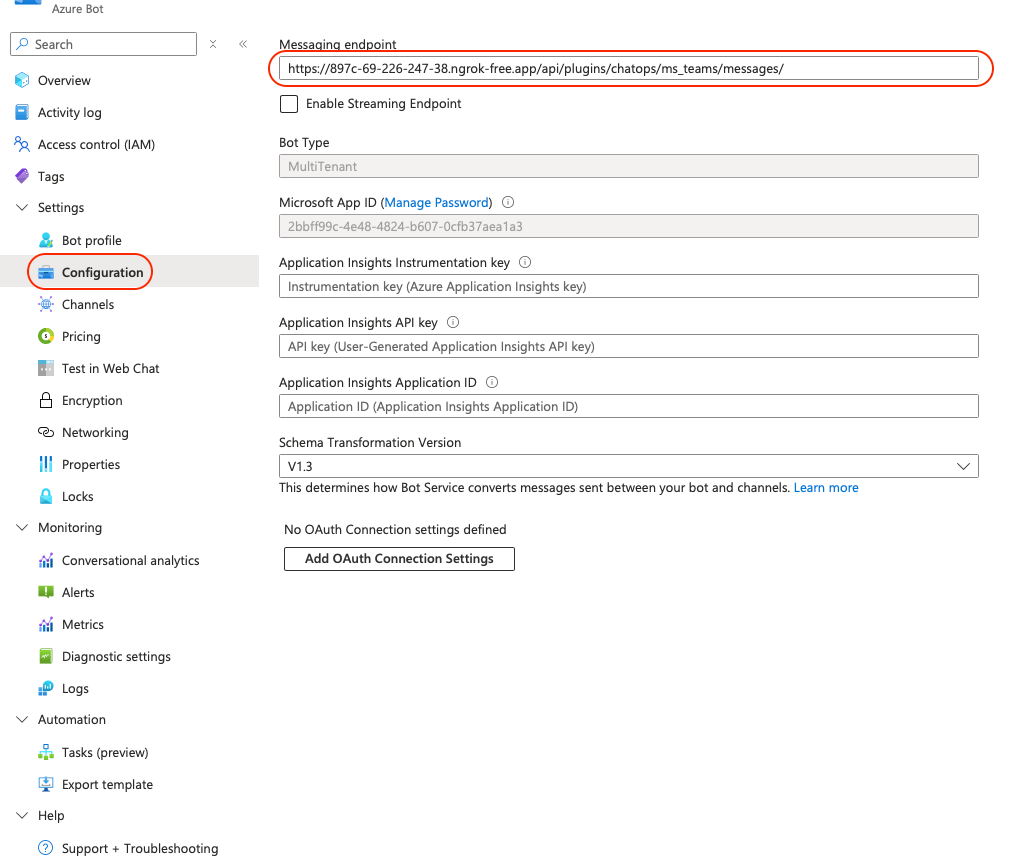 Azure Bot
Search
Overview
Activity log
Access control (IAM)
Tags
Settings
Bot profile
Configuration
Channels
Pricing
Test in Web Chat
Encryption
Networking
Properties
Locks
Monitoring
Conversational analytics
Alerts
Metrics
Diagnostic settings
Logs
Automation
Tasks (preview)
Export template
Help
Support + Troubleshooting
Messaging endpoint
https://897c-69-226-247-38.ngrok-free.app/api/plugins/chatops/ms_teams/messages/
Enable Streaming Endpoint
Bot Type
MultiTenant
Microsoft App ID (Manage Password)
2bbff99c-4e48-4824-b607-0cfb37aea1a3
Application Insights Instrumentation key
Instrumentation key (Azure Application Insights key)
Application Insights API key
API key (User-Generated Application Insights API key)
Application Insights Application ID
Application ID (Application Insights Application ID)
Schema Transformation Version
V1.3
This determines how Bot Service converts messages sent between your bot and channels. Learn more
No OAuth Connection settings defined
Add OAuth Connection Settings